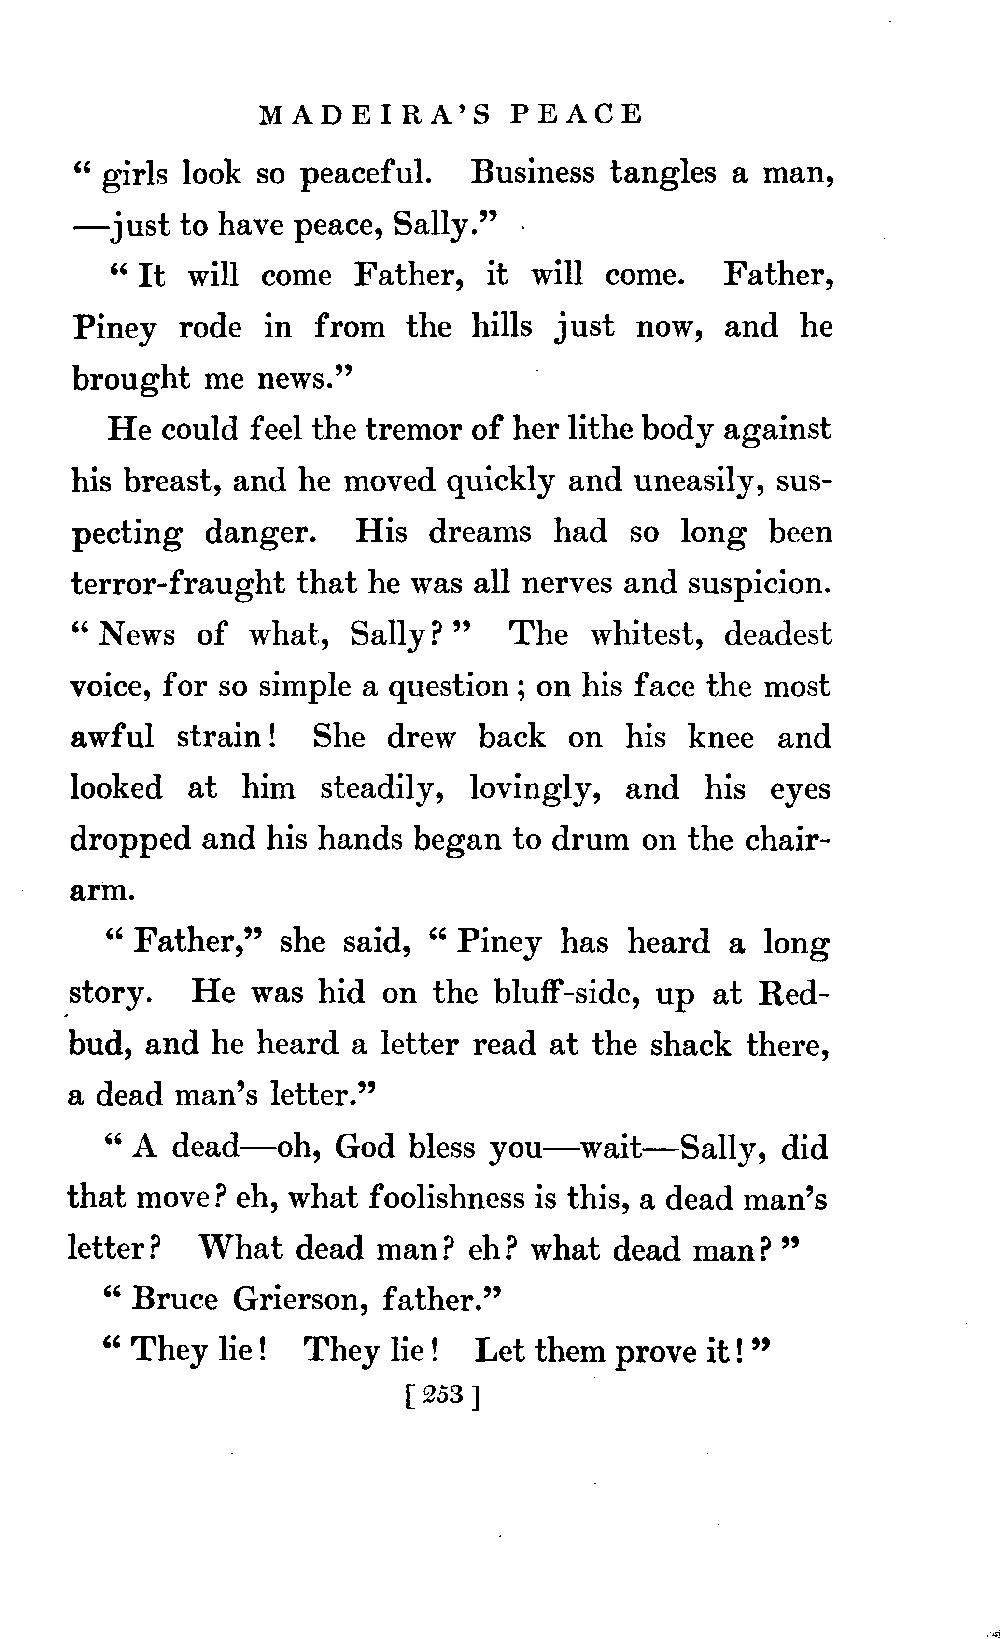 MADEIRA'S PEACE
“ girls look so peaceful. Business tangles a man,
—just to have peace, Sally.”
“ It will come Father, it will come. Father,
Piney rode in from the hills just now, and he
brought me news.”
He could feel the tremor of her lithe body against
his breast, and he moved quickly and uneasily, sus-
pecting danger. His dreams had so long been
terror-fraught that he was all nerves and suspicion.
“ News of what, Sally? ” The whitest, deadest
voice, for so simple a question ; on his face the most
awful strain! She drew back on his knee and
looked at him steadily, lovingly, and his eyes
dropped and his hands began to drum on the chair-
arm.
“ Father,” she said, “ Piney has heard a long
story. He was hid on the bluff-side, up at Red-
bud, and he heard a letter read at the shack there,
a dead man's letter.”
“ A dead—oh, God bless you—wait—Sally, did
that move? eh, what foolishness is this, a dead man's
letter? What dead man? eh? what dead man? ”
“ Bruce Grierson, father.”
“ They lie! They lie! Let them prove it! ”
[ 253 ]